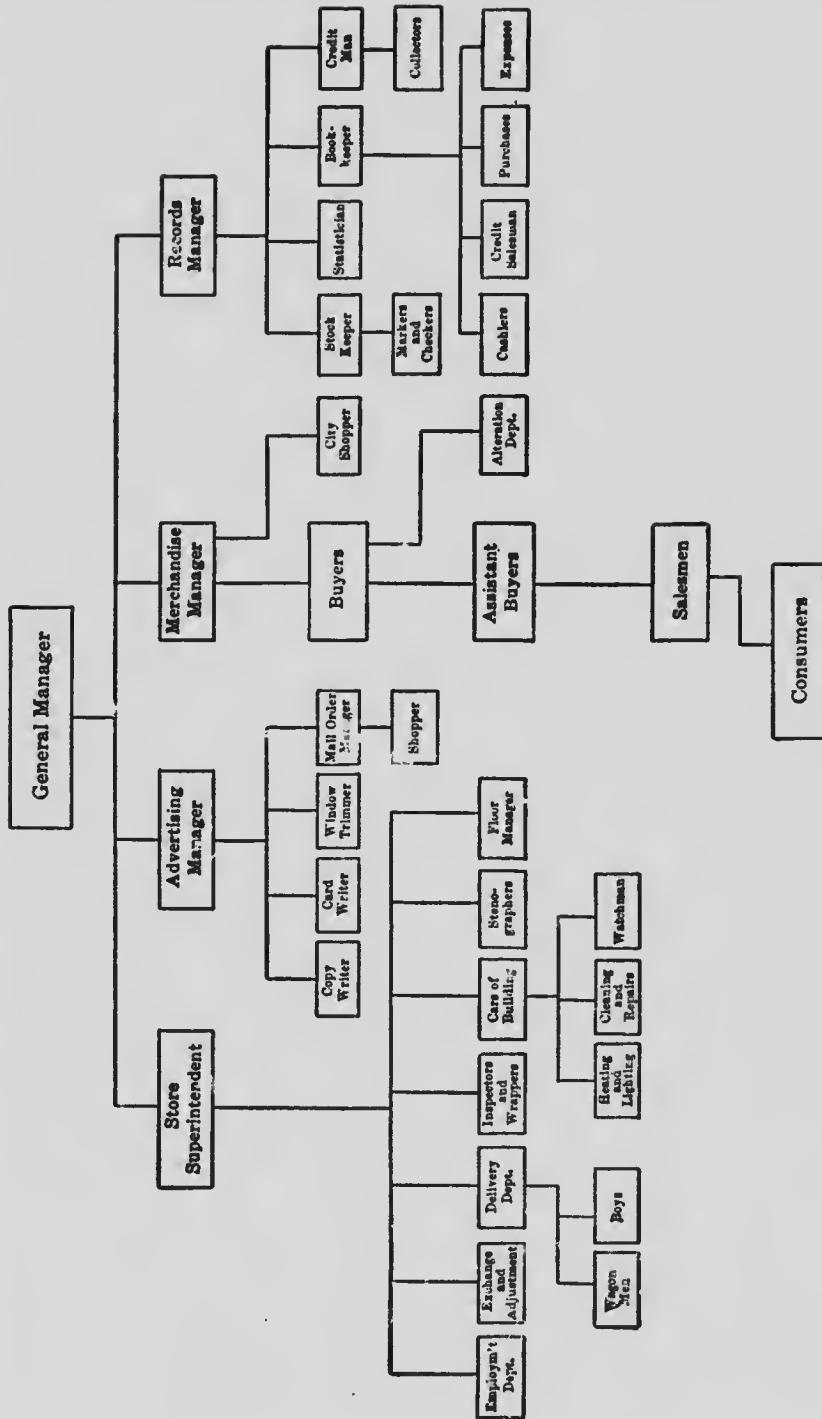 General Manager
Store
Superintendent
Advertising
Manager
Merchandise
Manager
Records
Manager
Copy
Writer
Card
Writer
Window
Trimmer
Mail Order
Manager
Shopper
Buyers
City
Shopper
Stock
Keeper
Statistician
Book-
keeper
Credit
Man
Markers
and
Checkers
Collectors
Employm't
Dept.
Exchange
and
Adjustment
Delivery
Dept.
Inspectors
and
Wrappers
Care of
Building
Steno-
graphers
Floor
Manager
Assistant
Buyers
Alteration
Dept.
Cashiers
Credit
Salesman
Purchases
Expenses
Wagon
Men
Boys
Heating
and
Lighting
Cleaning
and
Repairs
Watchman
Salesmen
Consumers